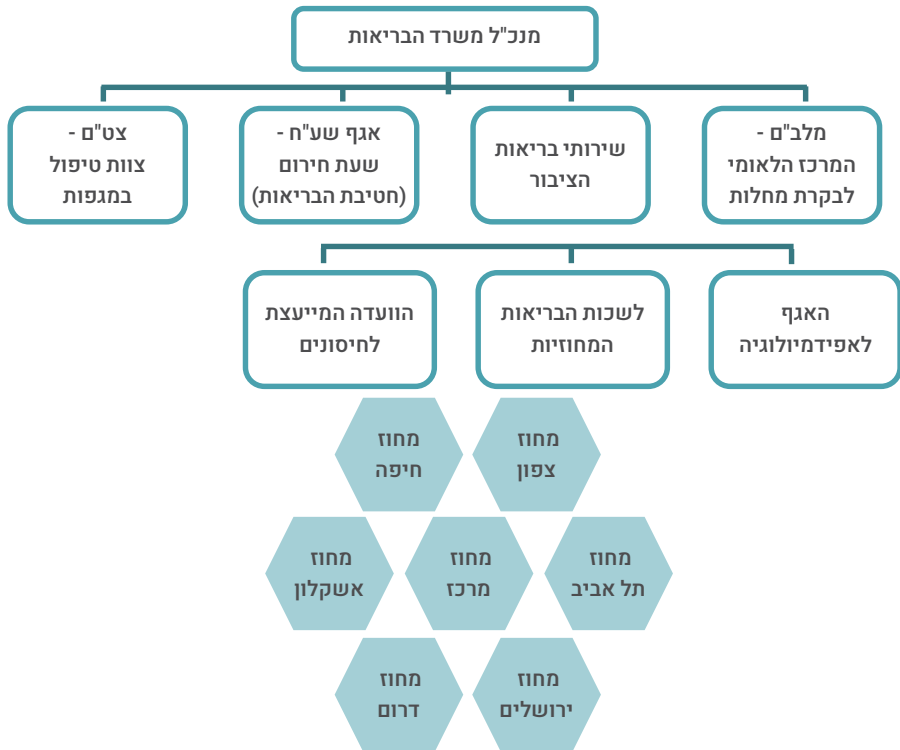 מנכ"ל משרד הבריאות
מלב"ם -
המרכז הלאומי
לבקרת מחלות
שירותי בריאות
הציבור
אגף שע"ח -
שעת חירום
(חטיבת הבריאות)
צט"ם -
צוות טיפול
במגפות
האגף
לאפידמיולוגיה
לשכות הבריאות
המחוזיות
הוועדה המייעצת
לחיסונים
מחוז
צפון
מחוז
חיפה
מחוז
תל אביב
מחוז
מרכז
מחוז
אשקלון
מחוז
ירושלים
מחוז
דרום